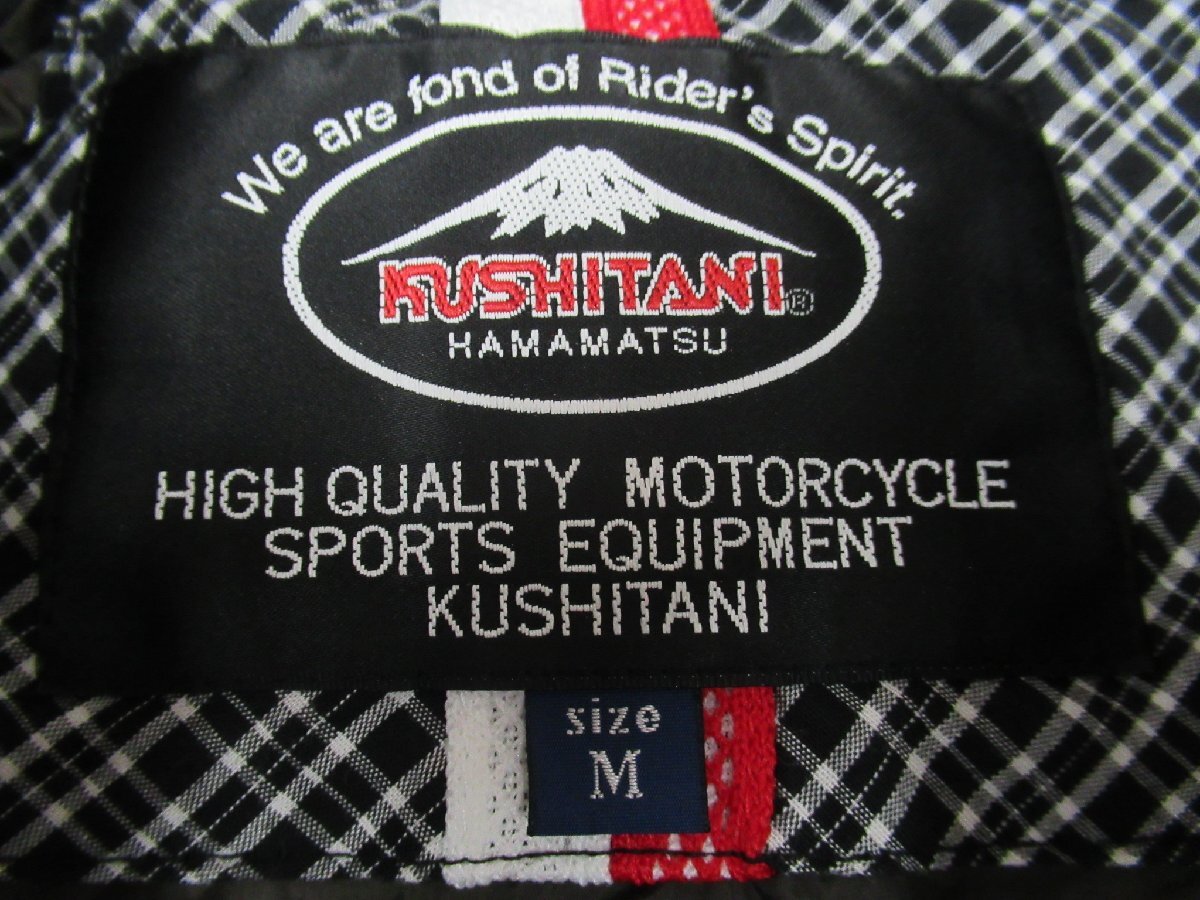 We are fond of Rider's Spirit.
KUSHITANI®
HAMAMATSU
HIGH QUALITY MOTORCYCLE
SPORTS EQUIPMENT
KUSHITANI
size
M